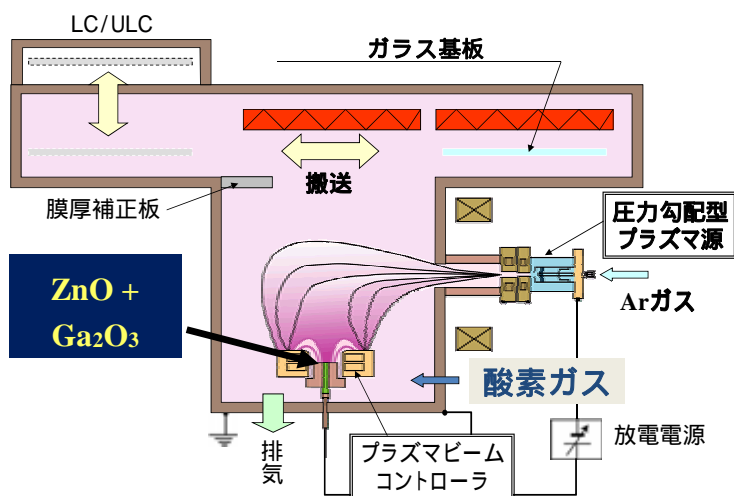 LC/ULC
ガラス基板
搬送
膜厚補正板
圧力勾配型
プラズマ源
ZnO +
Ga₂O₃
Arガス
酸素ガス
排
気
プラズマビーム
コントローラ
放電電源